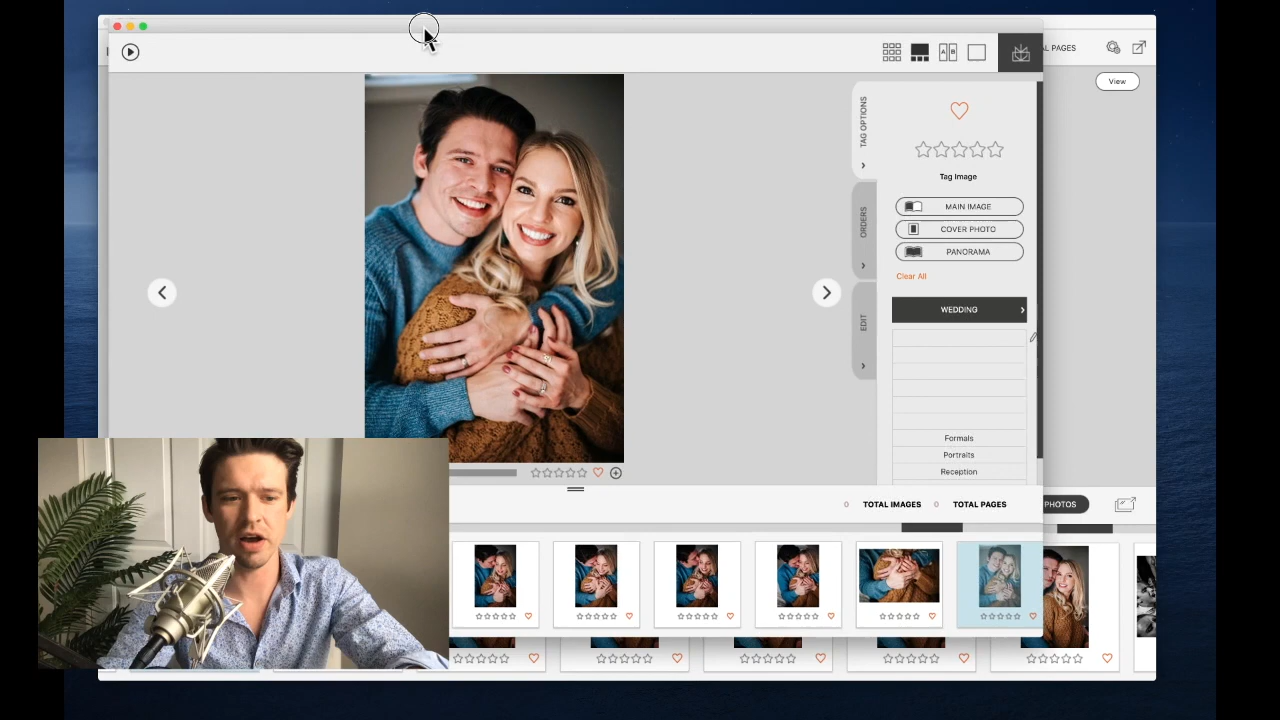 L PAGES
View
TAG OPTIONS
Tag Image
MAIN IMAGE
ORDERS
COVER PHOTO
PANORAMA
Clear All
WEDDING
EDIT
Formals
Portraits
Reception
0 TOTAL IMAGES 0 TOTAL PAGES
PHOTOS